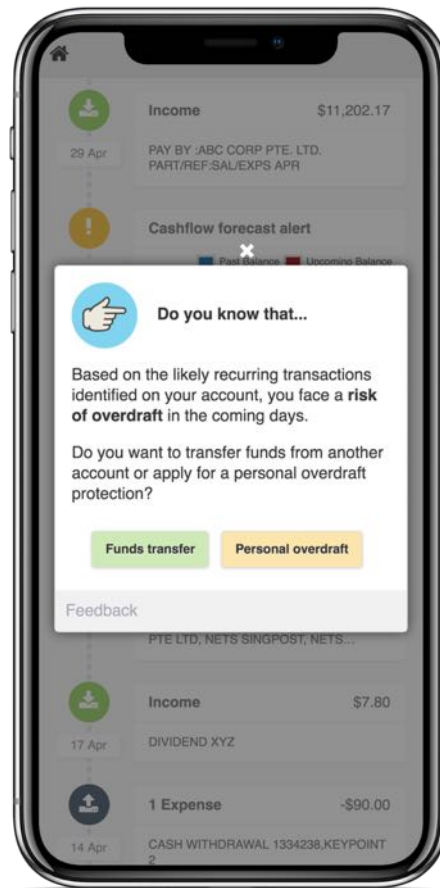 Income $11,202.17
29 Apr
PAY BY :ABC CORP PTE. LTD.
PART/REF:SAL/EXPS APR
Cashflow forecast alert
Past Balance Upcoming Balance
Do you know that...
Based on the likely recurring transactions
identified on your account, you face a risk
of overdraft in the coming days.
Do you want to transfer funds from another
account or apply for a personal overdraft
protection?
Funds transfer Personal overdraft
Feedback
PTE LTD, NETS SINGPOST, NETS...
Income $7.80
17 Apr
DIVIDEND XYZ
1 Expense -$90.00
14 Apr
CASH WITHDRAWAL 1334238,KEYPOINT
2